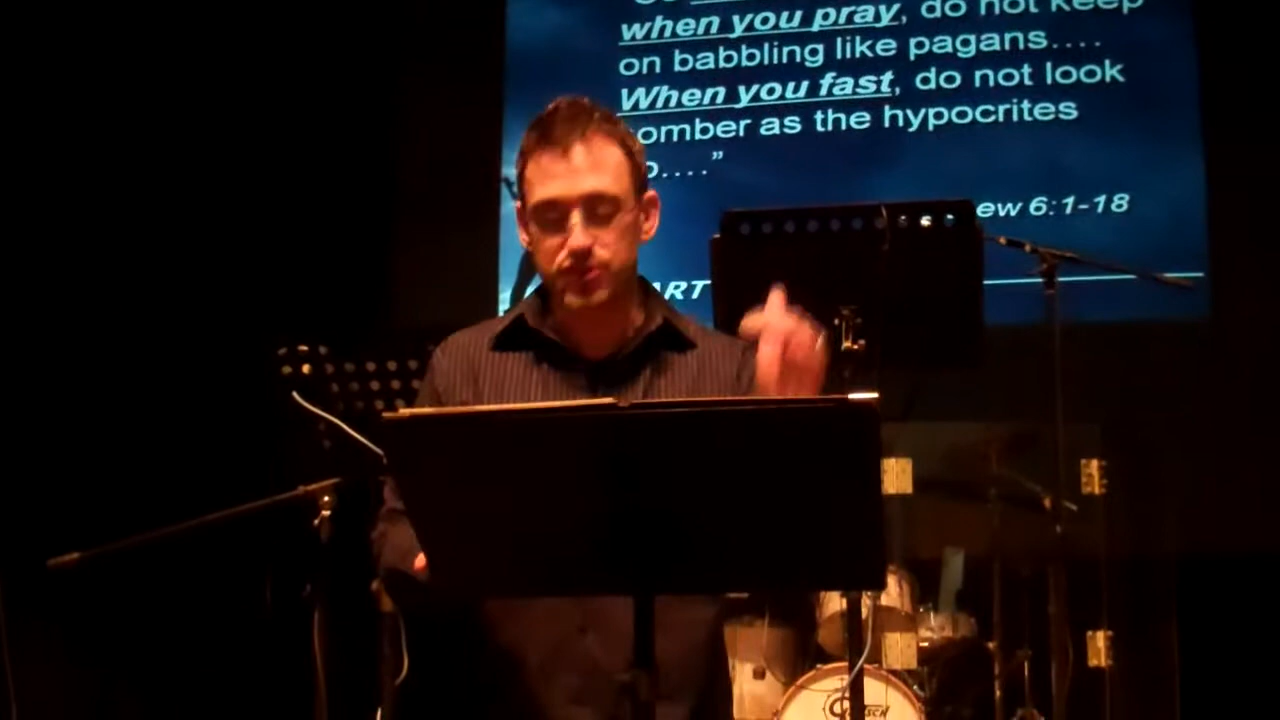 when you pray, do not keep
on babbling like pagans....
When you fast, do not look
omber as the hypocrites
o....”
ew 6:1-18
ART